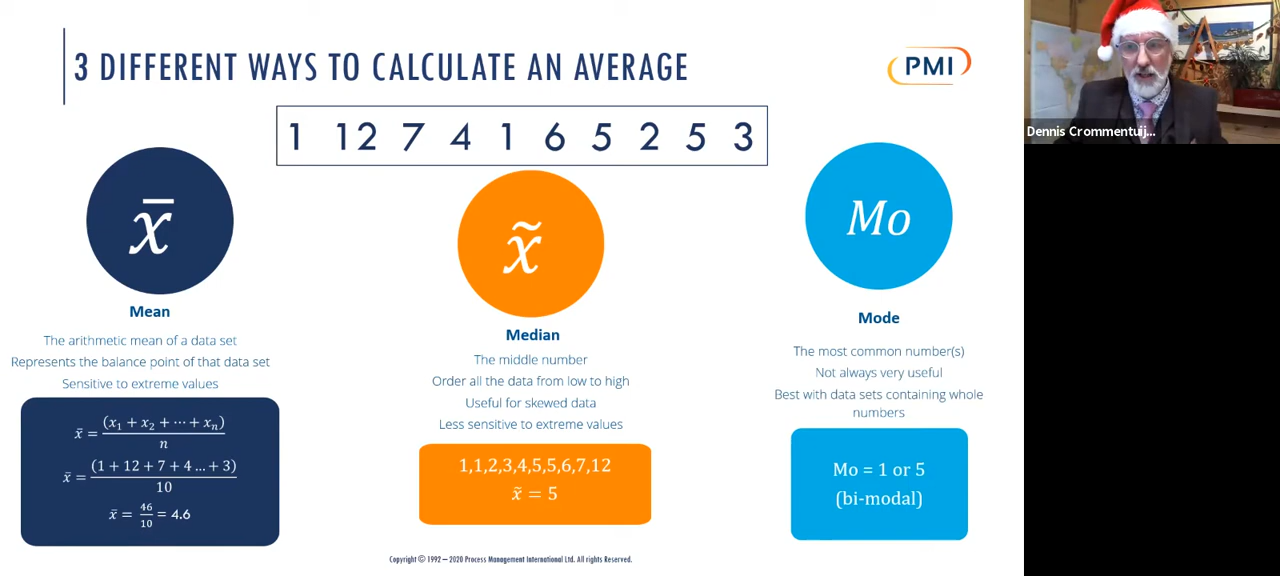 3 DIFFERENT WAYS TO CALCULATE AN AVERAGE
PMI
Dennis Crommentuij...
1 12 7 4 1 6 5 2 5 3
x̄
Mean
The arithmetic mean of a data set
Represents the balance point of that data set
Sensitive to extreme values
x̄ = (x₁ + x₂ + ⋯ + xₙ) / n
x̄ = (1 + 12 + 7 + 4 ... + 3) / 10
x̄ = 46/10 = 4.6
x̃
Median
The middle number
Order all the data from low to high
Useful for skewed data
Less sensitive to extreme values
1,1,2,3,4,5,5,6,7,12
x̃ = 5
Mo
Mode
The most common number(s)
Not always very useful
Best with data sets containing whole
numbers
Mo = 1 or 5
(bi-modal)
Copyright © 1992 – 2020 Process Management International Ltd. All rights Reserved.